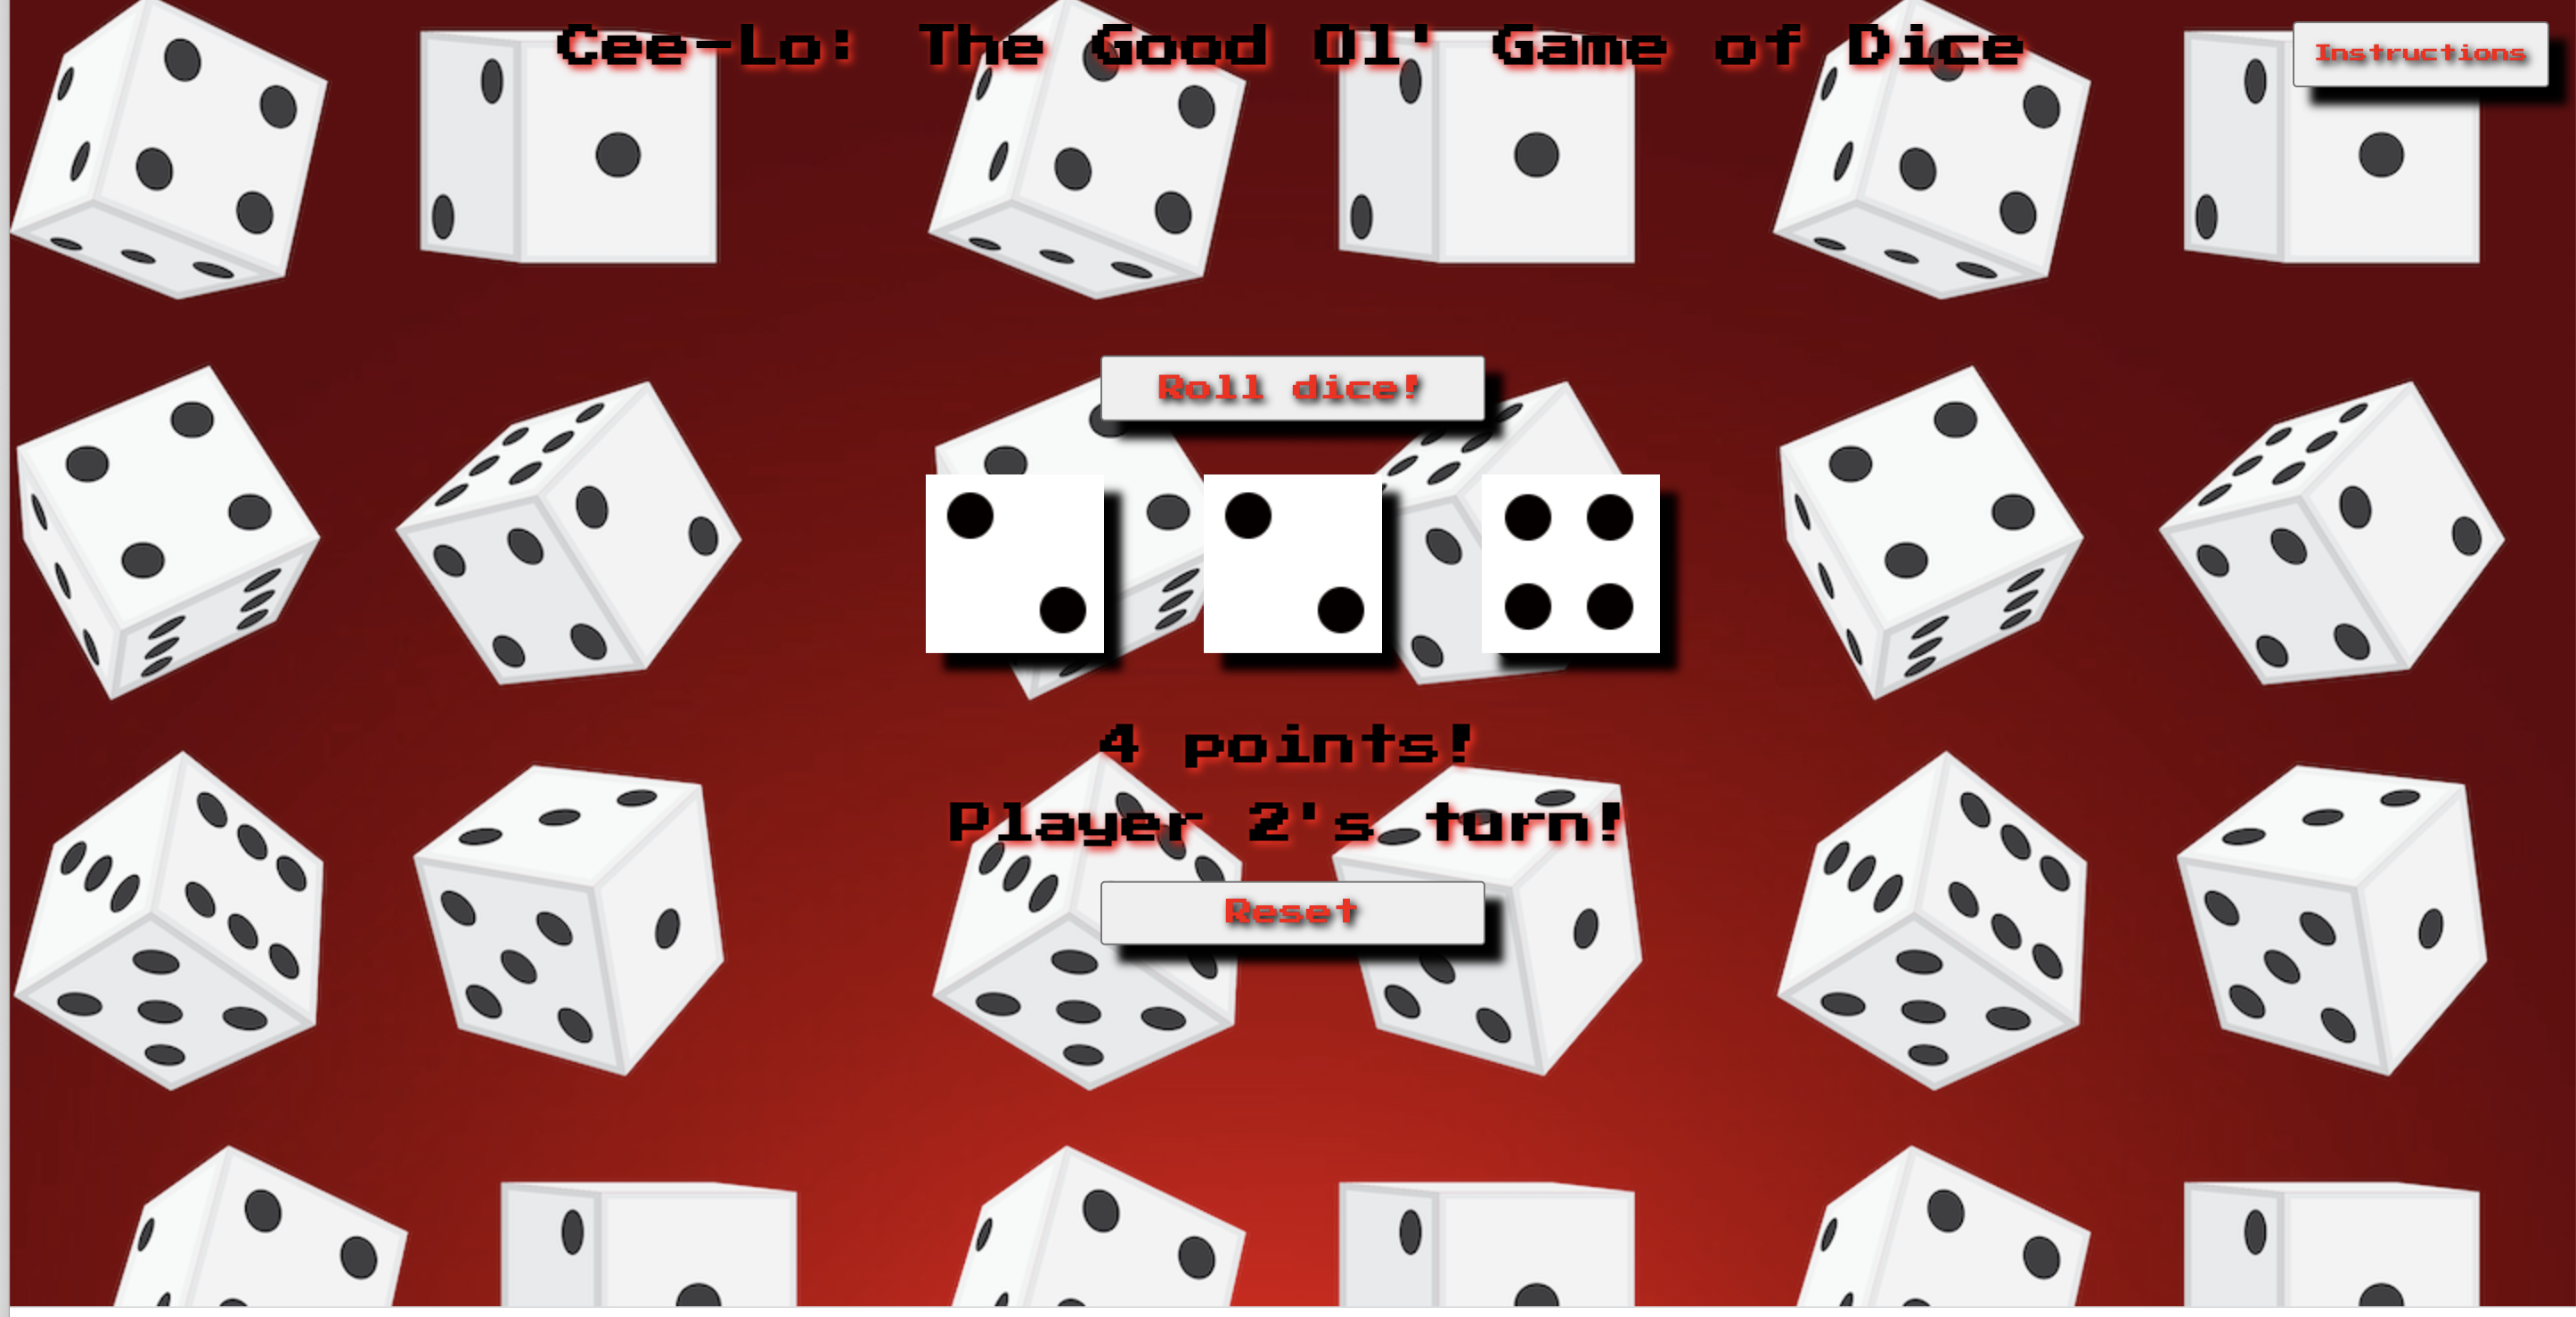 Cee-Lo: The Good Ol' Game of Dice
Instructions
Roll dice!
4 points!
Player 2's turn!
Reset